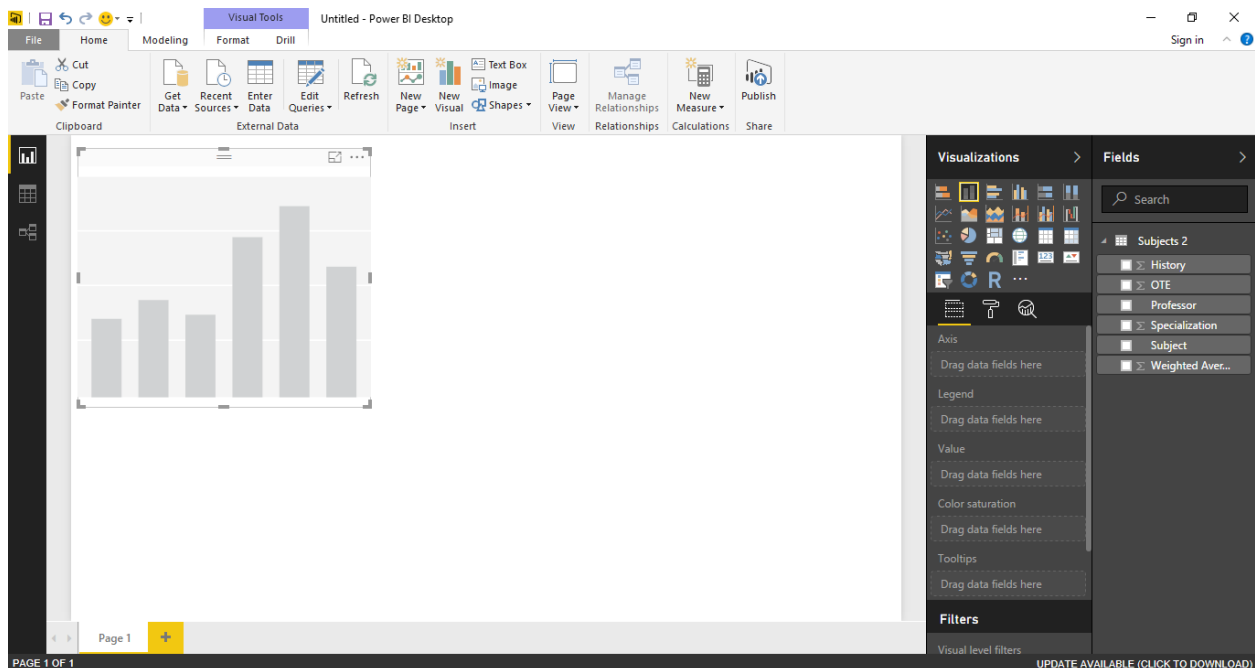 Visual Tools
Untitled - Power BI Desktop
File Home Modeling Format Drill Sign in
Paste
Cut
Copy
Format Painter
Clipboard
Get Data
Recent Sources
Enter Data
Edit Queries
Refresh
External Data
New Page
New Visual
Text Box
Image
Shapes
Insert
Page View
View
Manage Relationships
Relationships
New Measure
Calculations
Publish
Share
Visualizations
R
123
Axis
Drag data fields here
Legend
Drag data fields here
Value
Drag data fields here
Color saturation
Drag data fields here
Tooltips
Drag data fields here
Filters
Visual level filters
Fields
Search
Subjects 2
Σ History
Σ OTE
Professor
Σ Specialization
Subject
Σ Weighted Aver...
Page 1
PAGE 1 OF 1
UPDATE AVAILABLE (CLICK TO DOWNLOAD)